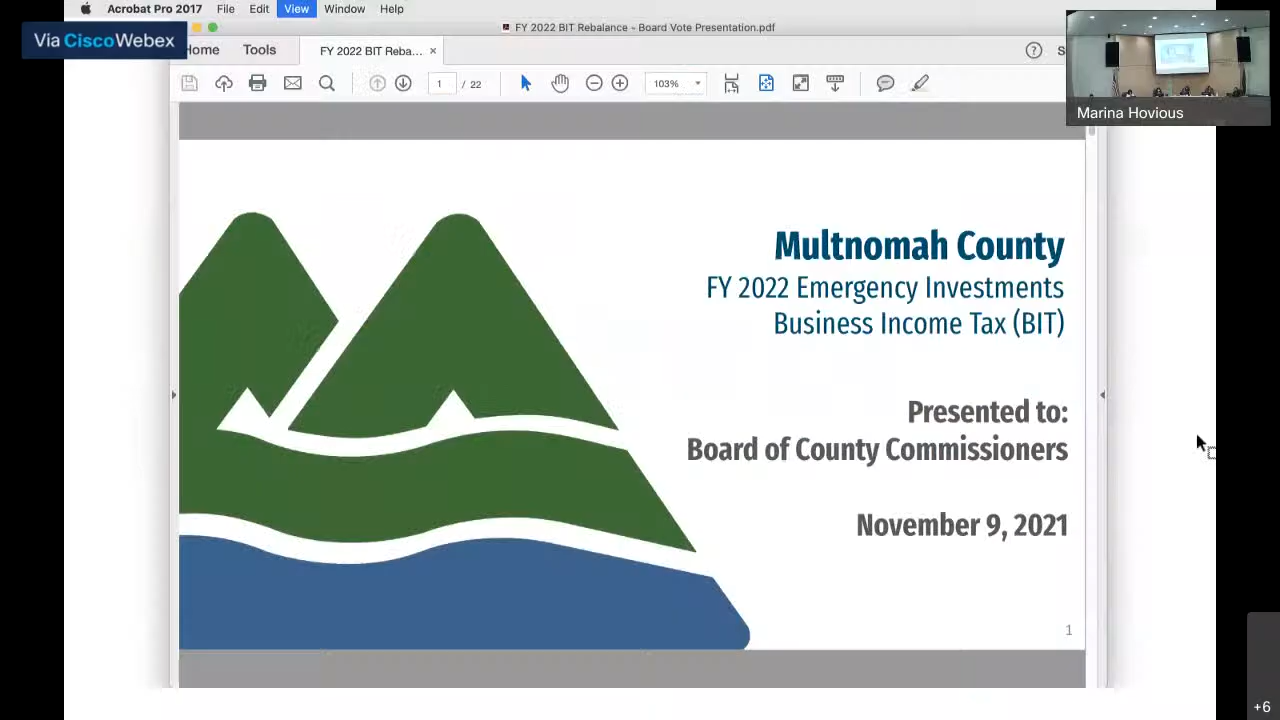 Acrobat Pro 2017 File Edit View Window Help
FY 2022 BIT Rebalance - Board Vote Presentation.pdf
Via CiscoWebex
Home Tools FY 2022 BIT Reba... × ? S
1 / 22 103%
Marina Hovious
Multnomah County
FY 2022 Emergency Investments
Business Income Tax (BIT)
Presented to:
Board of County Commissioners
November 9, 2021
1
+6